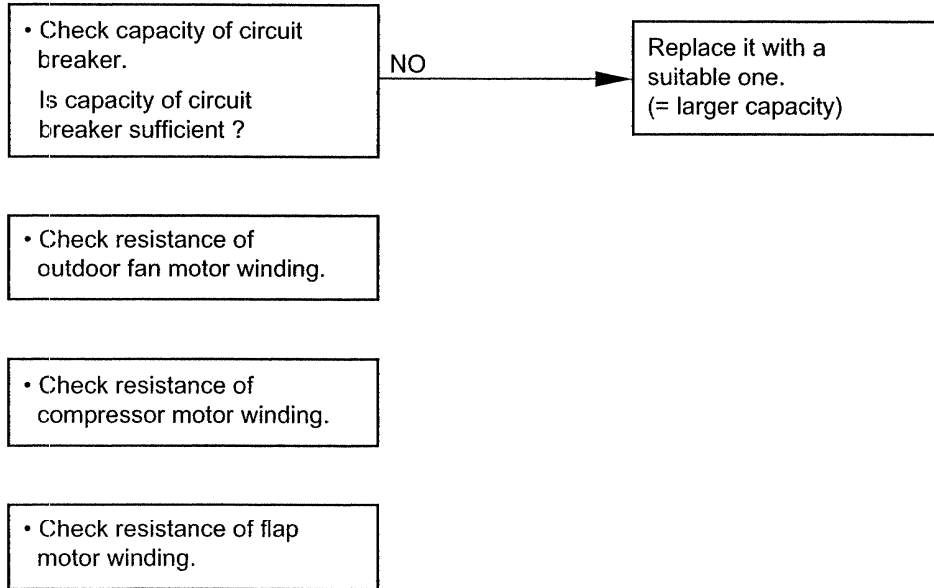 • Check capacity of circuit
breaker.
Is capacity of circuit
breaker sufficient ?
NO
Replace it with a
suitable one.
(= larger capacity)
• Check resistance of
outdoor fan motor winding.
• Check resistance of
compressor motor winding.
• Check resistance of flap
motor winding.